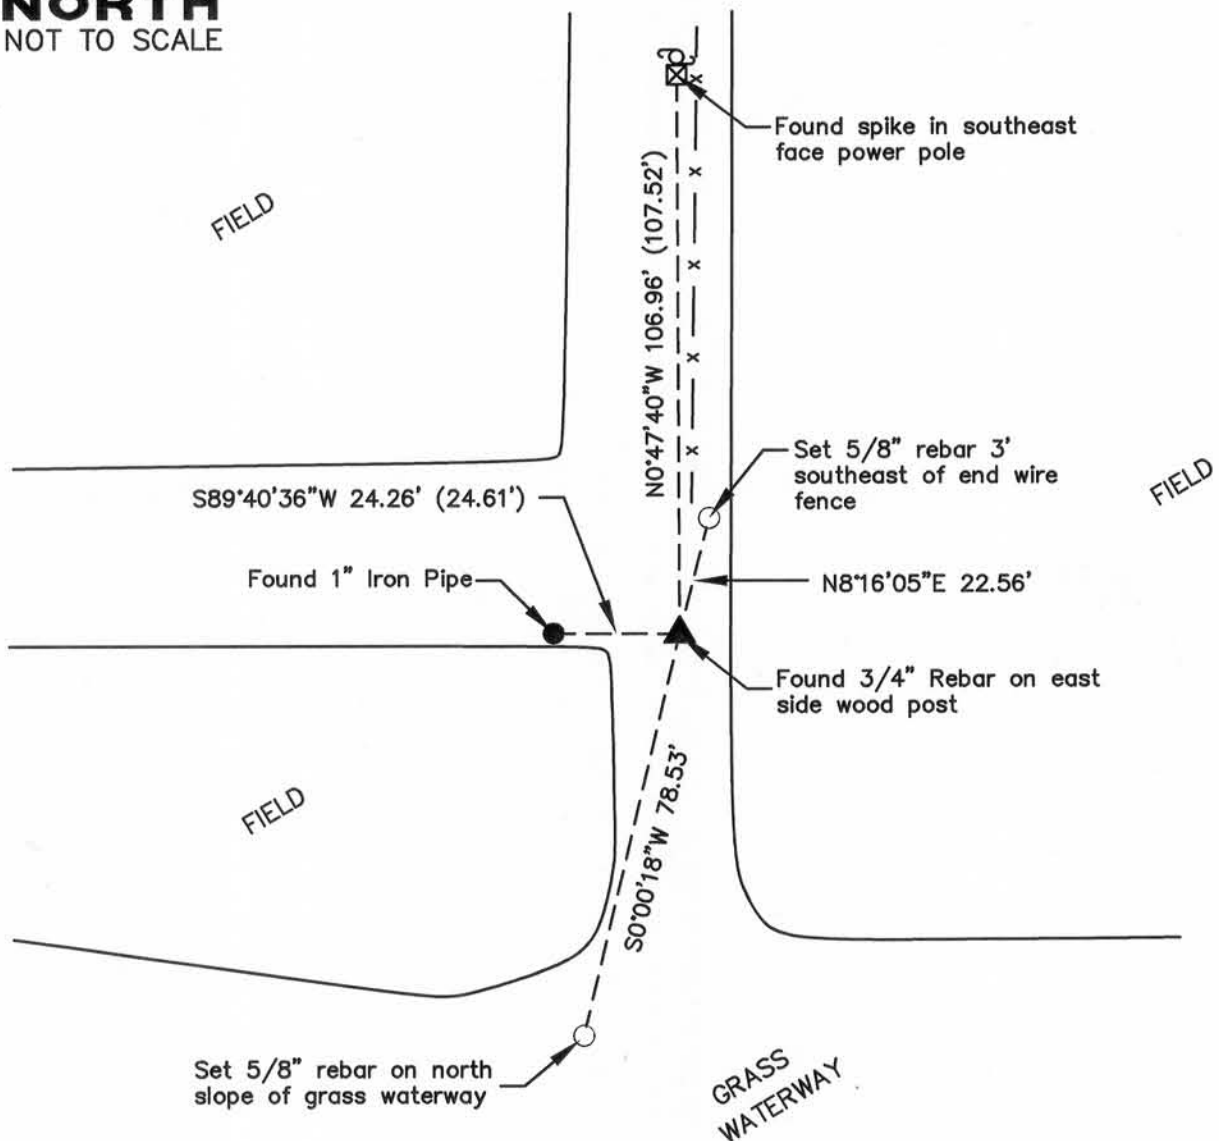 NORTH
NOT TO SCALE
Found spike in southeast
face power pole
FIELD
N0°47'40"W 106.96' (107.52')
x
x
x
x
x
Set 5/8" rebar 3'
southeast of end wire
fence
FIELD
S89°40'36"W 24.26' (24.61')
Found 1" Iron Pipe
N8°16'05"E 22.56'
Found 3/4" Rebar on east
side wood post
FIELD
S0°00'18"W 78.53'
Set 5/8" rebar on north
slope of grass waterway
GRASS
WATERWAY